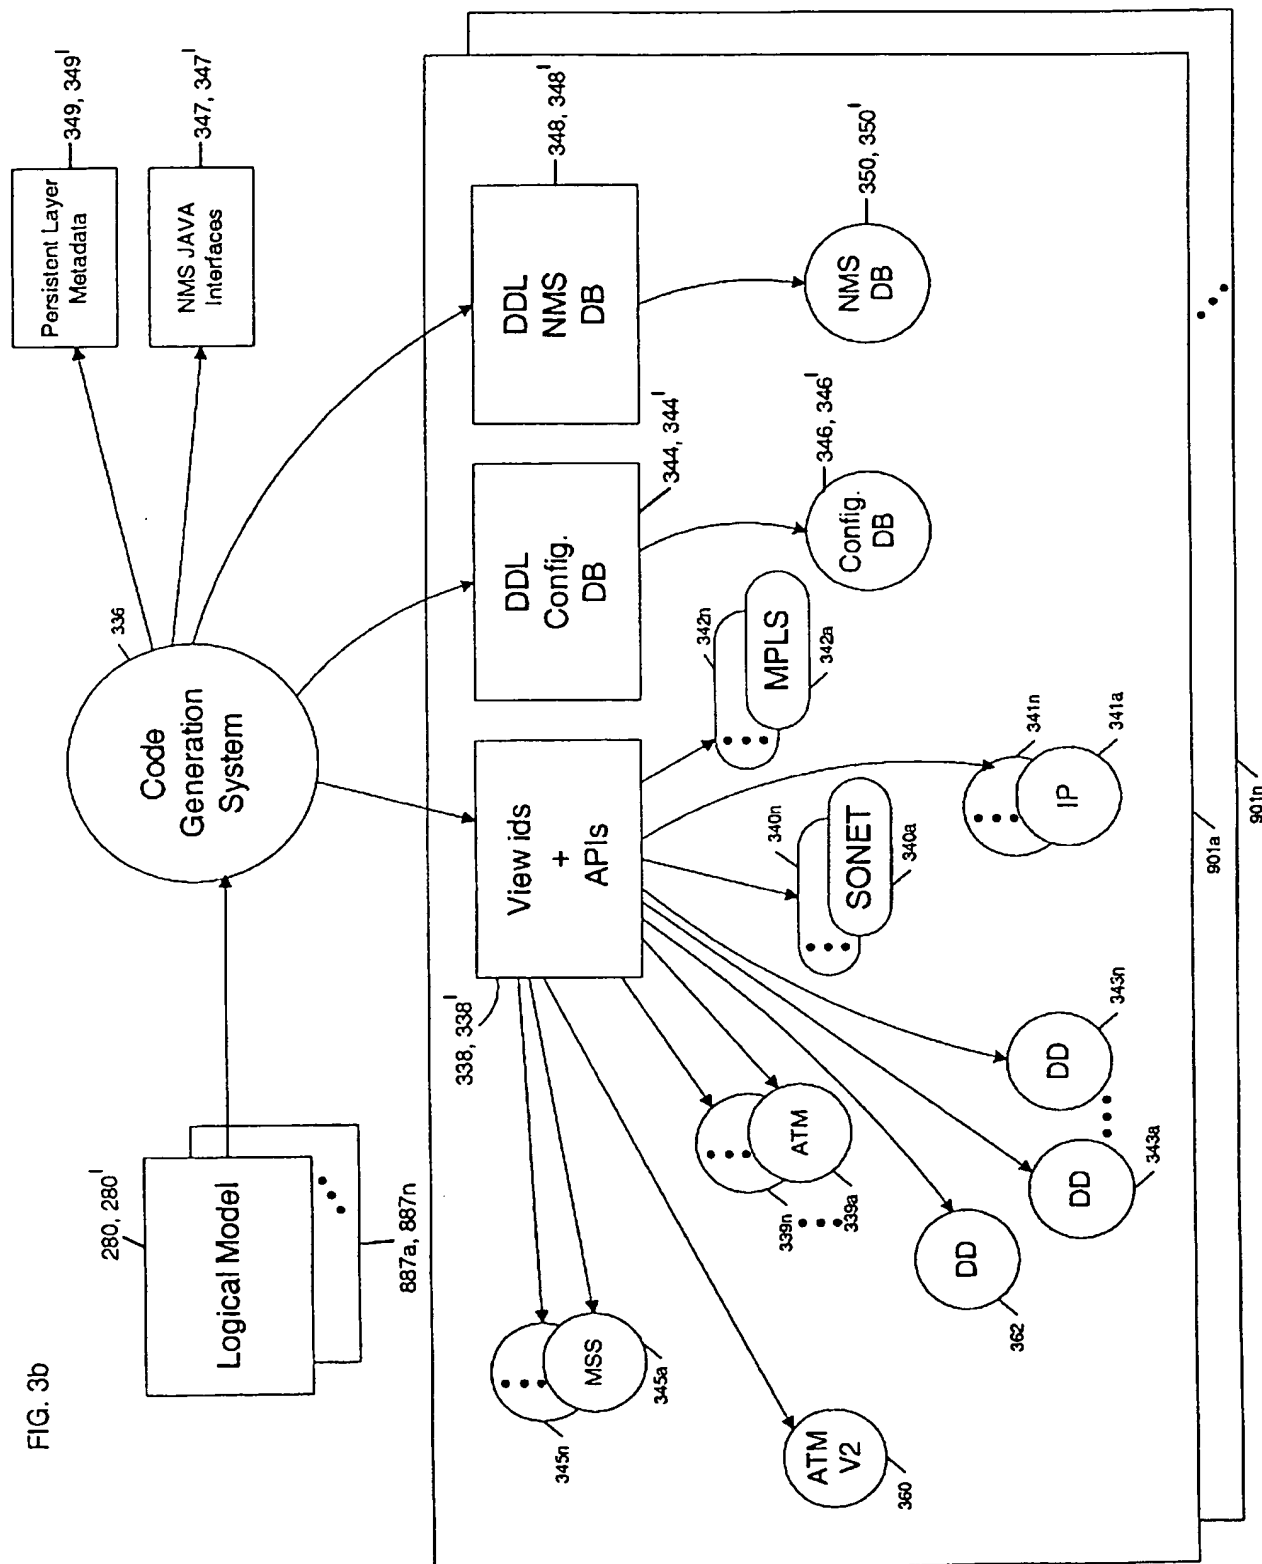 FIG. 3b
280, 280'
Logical Model
887a, 887n
336
Code
Generation
System
Persistont Layer
Metadata
349, 349'
NMS JAVA
Interfaces
347, 347'
338, 338'
View ids
+
APIs
DDL
Config.
DB
344, 344'
DDL
NMS
DB
348, 348'
345n
MSS
345a
ATM
V2
360
339n
ATM
339a
DD
362
DD
343a
DD
343n
340n
SONET
340a
342n
MPLS
342a
341n
IP
341a
Config.
DB
346, 346'
NMS
DB
350, 350'
901a
901n